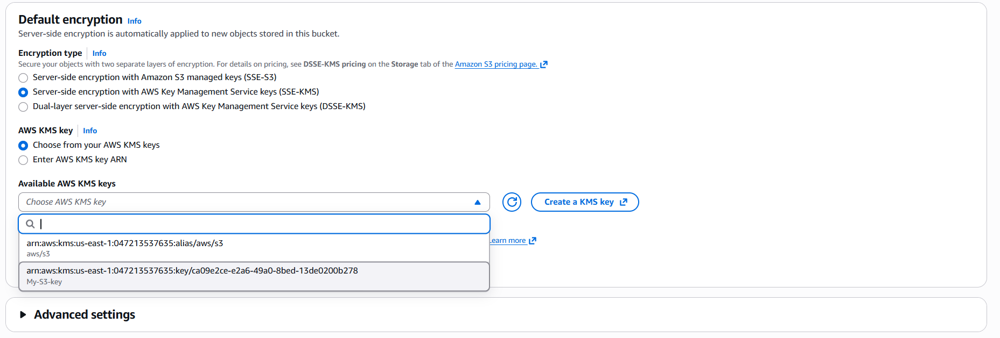 Default encryption Info
Server-side encryption is automatically applied to new objects stored in this bucket.
Encryption type Info
Secure your objects with two separate layers of encryption. For details on pricing, see DSSE-KMS pricing on the Storage tab of the Amazon S3 pricing page.
Server-side encryption with Amazon S3 managed keys (SSE-S3)
Server-side encryption with AWS Key Management Service keys (SSE-KMS)
Dual-layer server-side encryption with AWS Key Management Service keys (DSSE-KMS)
AWS KMS key Info
Choose from your AWS KMS keys
Enter AWS KMS key ARN
Available AWS KMS keys
Choose AWS KMS key
Create a KMS key
Learn more
arn:aws:kms:us-east-1:047213537635:alias/aws/s3
aws/s3
arn:aws:kms:us-east-1:047213537635:key/ca09e2ce-e2a6-49a0-8bed-13de0200b278
My-S3-key
Advanced settings